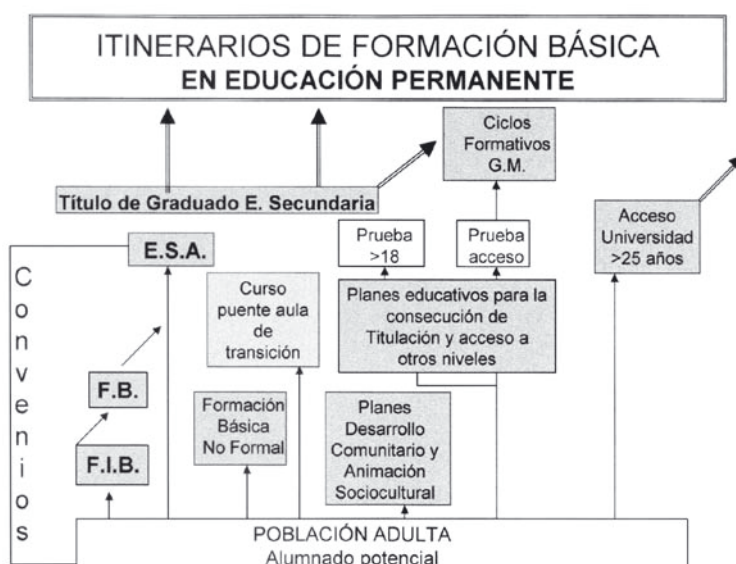 ITINERARIOS DE FORMACIÓN BÁSICA
EN EDUCACIÓN PERMANENTE
Ciclos
Formativos
G.M.
Título de Graduado E. Secundaria
Acceso
Universidad
>25 años
Prueba
>18
Prueba
acceso
E.S.A.
Convenios
Curso
puente aula
de
transición
Planes educativos para la
consecución de
Titulación y acceso a
otros niveles
F.B.
Formación
Básica
No Formal
Planes
Desarrollo
Comunitario y
Animación
Sociocultural
F.I.B.
POBLACIÓN ADULTA
Alumnado potencial